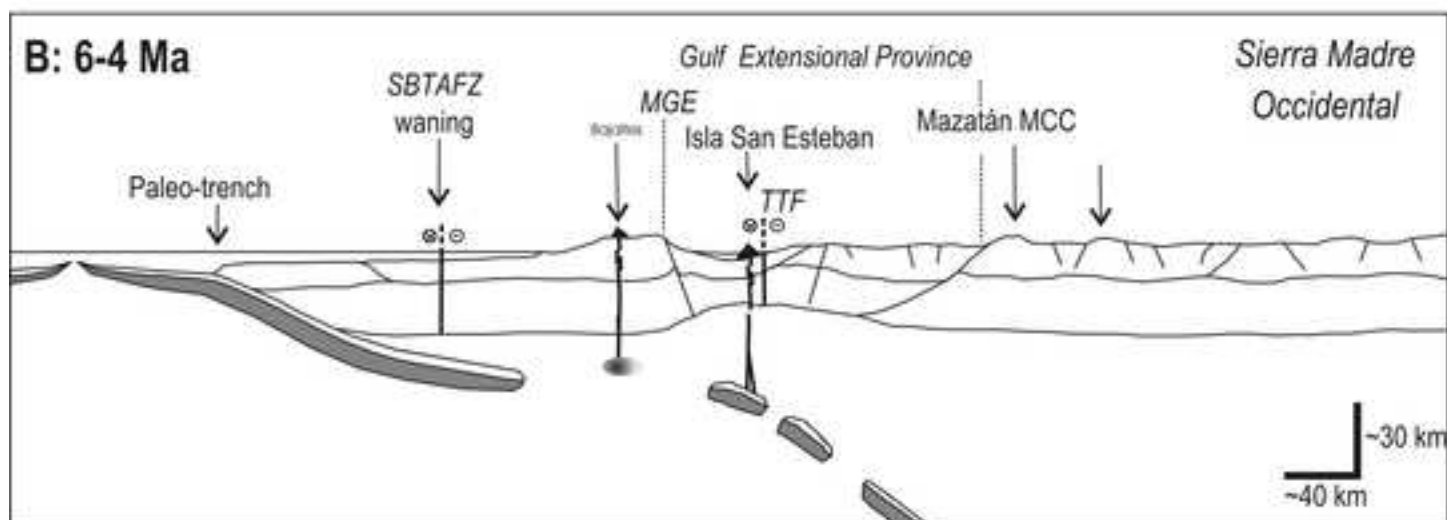 B: 6-4 Ma
Gulf Extensional Province
Sierra Madre
Occidental
SBTAFZ
waning
MGE
Isla San Esteban
Mazatán MCC
Paleo-trench
TTF
~30 km
~40 km